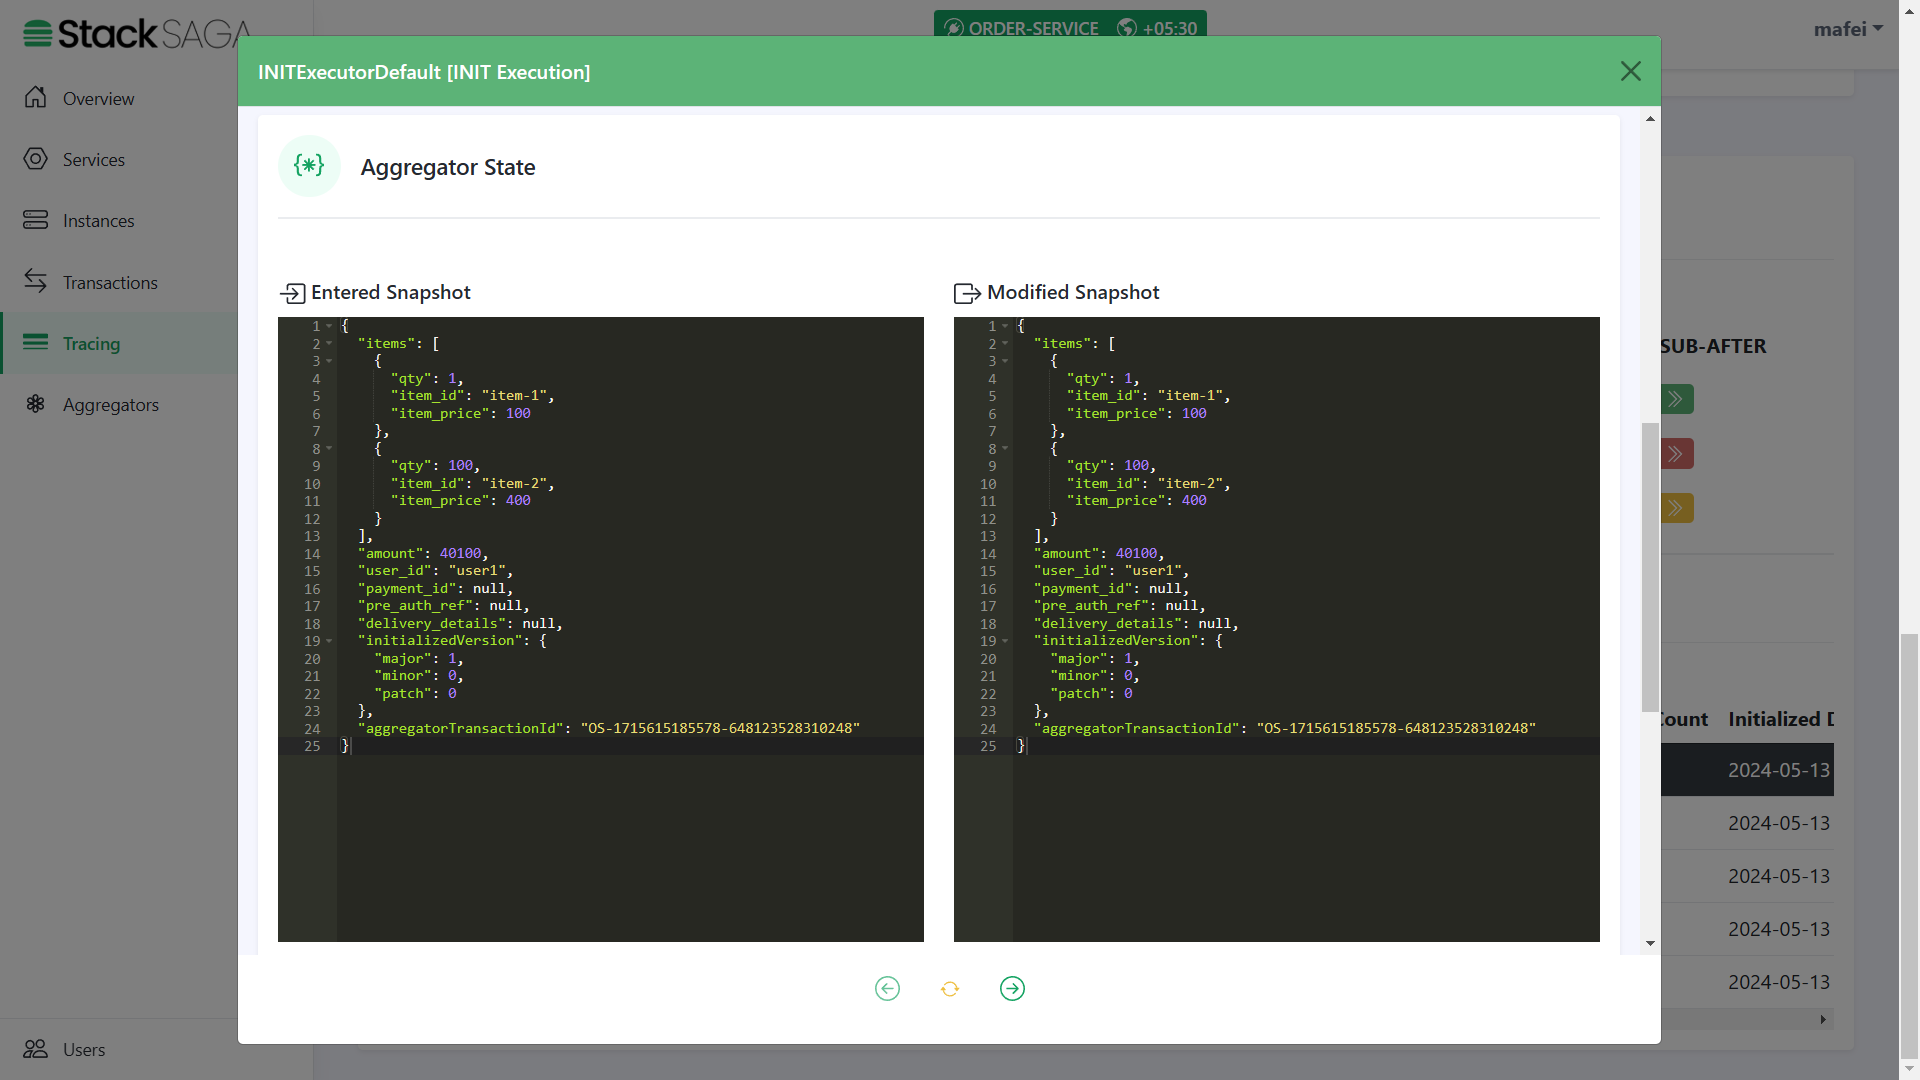 StackSAGA
ORDER-SERVICE +05:30
mafei
Overview
Services
Instances
Transactions
Tracing
Aggregators
Users
INITExecutorDefault [INIT Execution]
{*} Aggregator State
Entered Snapshot
1 {
2 "items": [
3 {
4 "qty": 1,
5 "item_id": "item-1",
6 "item_price": 100
7 },
8 {
9 "qty": 100,
10 "item_id": "item-2",
11 "item_price": 400
12 }
13 ],
14 "amount": 40100,
15 "user_id": "user1",
16 "payment_id": null,
17 "pre_auth_ref": null,
18 "delivery_details": null,
19 "initializedVersion": {
20 "major": 1,
21 "minor": 0,
22 "patch": 0
23 },
24 "aggregatorTransactionId": "OS-1715615185578-648123528310248"
25 }
Modified Snapshot
1 {
2 "items": [
3 {
4 "qty": 1,
5 "item_id": "item-1",
6 "item_price": 100
7 },
8 {
9 "qty": 100,
10 "item_id": "item-2",
11 "item_price": 400
12 }
13 ],
14 "amount": 40100,
15 "user_id": "user1",
16 "payment_id": null,
17 "pre_auth_ref": null,
18 "delivery_details": null,
19 "initializedVersion": {
20 "major": 1,
21 "minor": 0,
22 "patch": 0
23 },
24 "aggregatorTransactionId": "OS-1715615185578-648123528310248"
25 }
SUB-AFTER
Count Initialized D
2024-05-13
2024-05-13
2024-05-13
2024-05-13
2024-05-13